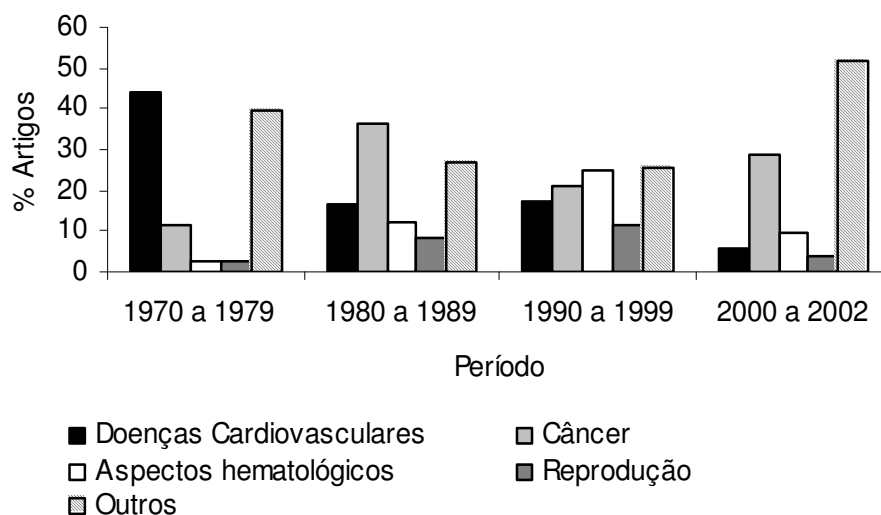 60
50
40
30
20
10
0
% Artigos
1970 a 1979 1980 a 1989 1990 a 1999 2000 a 2002
Período
Doenças Cardiovasculares Câncer
Aspectos hematológicos Reprodução
Outros